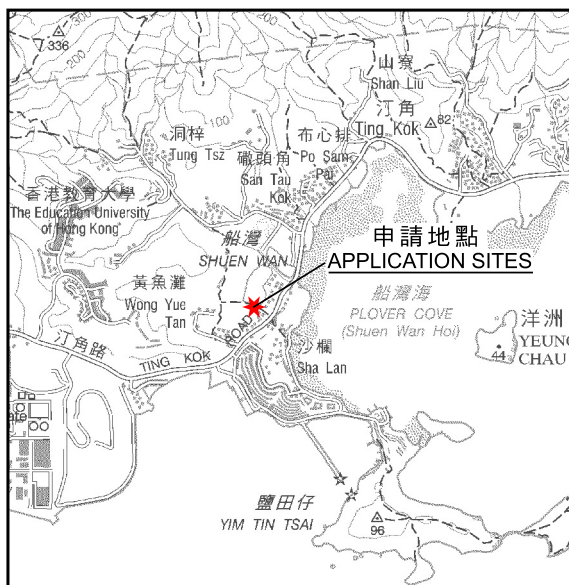 336
200
200
100
山寮
Shan Liu
汀角
Ting Kok
82
洞梓
Tung Tsz
布心排
Po Sam
Pai
磡頭角
San Tau
Kok
香港教育大學
The Education University
of Hong Kong
船灣
SHUEN WAN
申請地點
APPLICATION SITES
黃魚灘
Wong Yue
Tan
船灣海
PLOVER COVE
(Shuen Wan Hoi)
洋洲
YEUNG
CHAU
44
汀角路
TING KOK
ROAD
沙欄
Sha Lan
ate
鹽田仔
YIM TIN TSAI
96